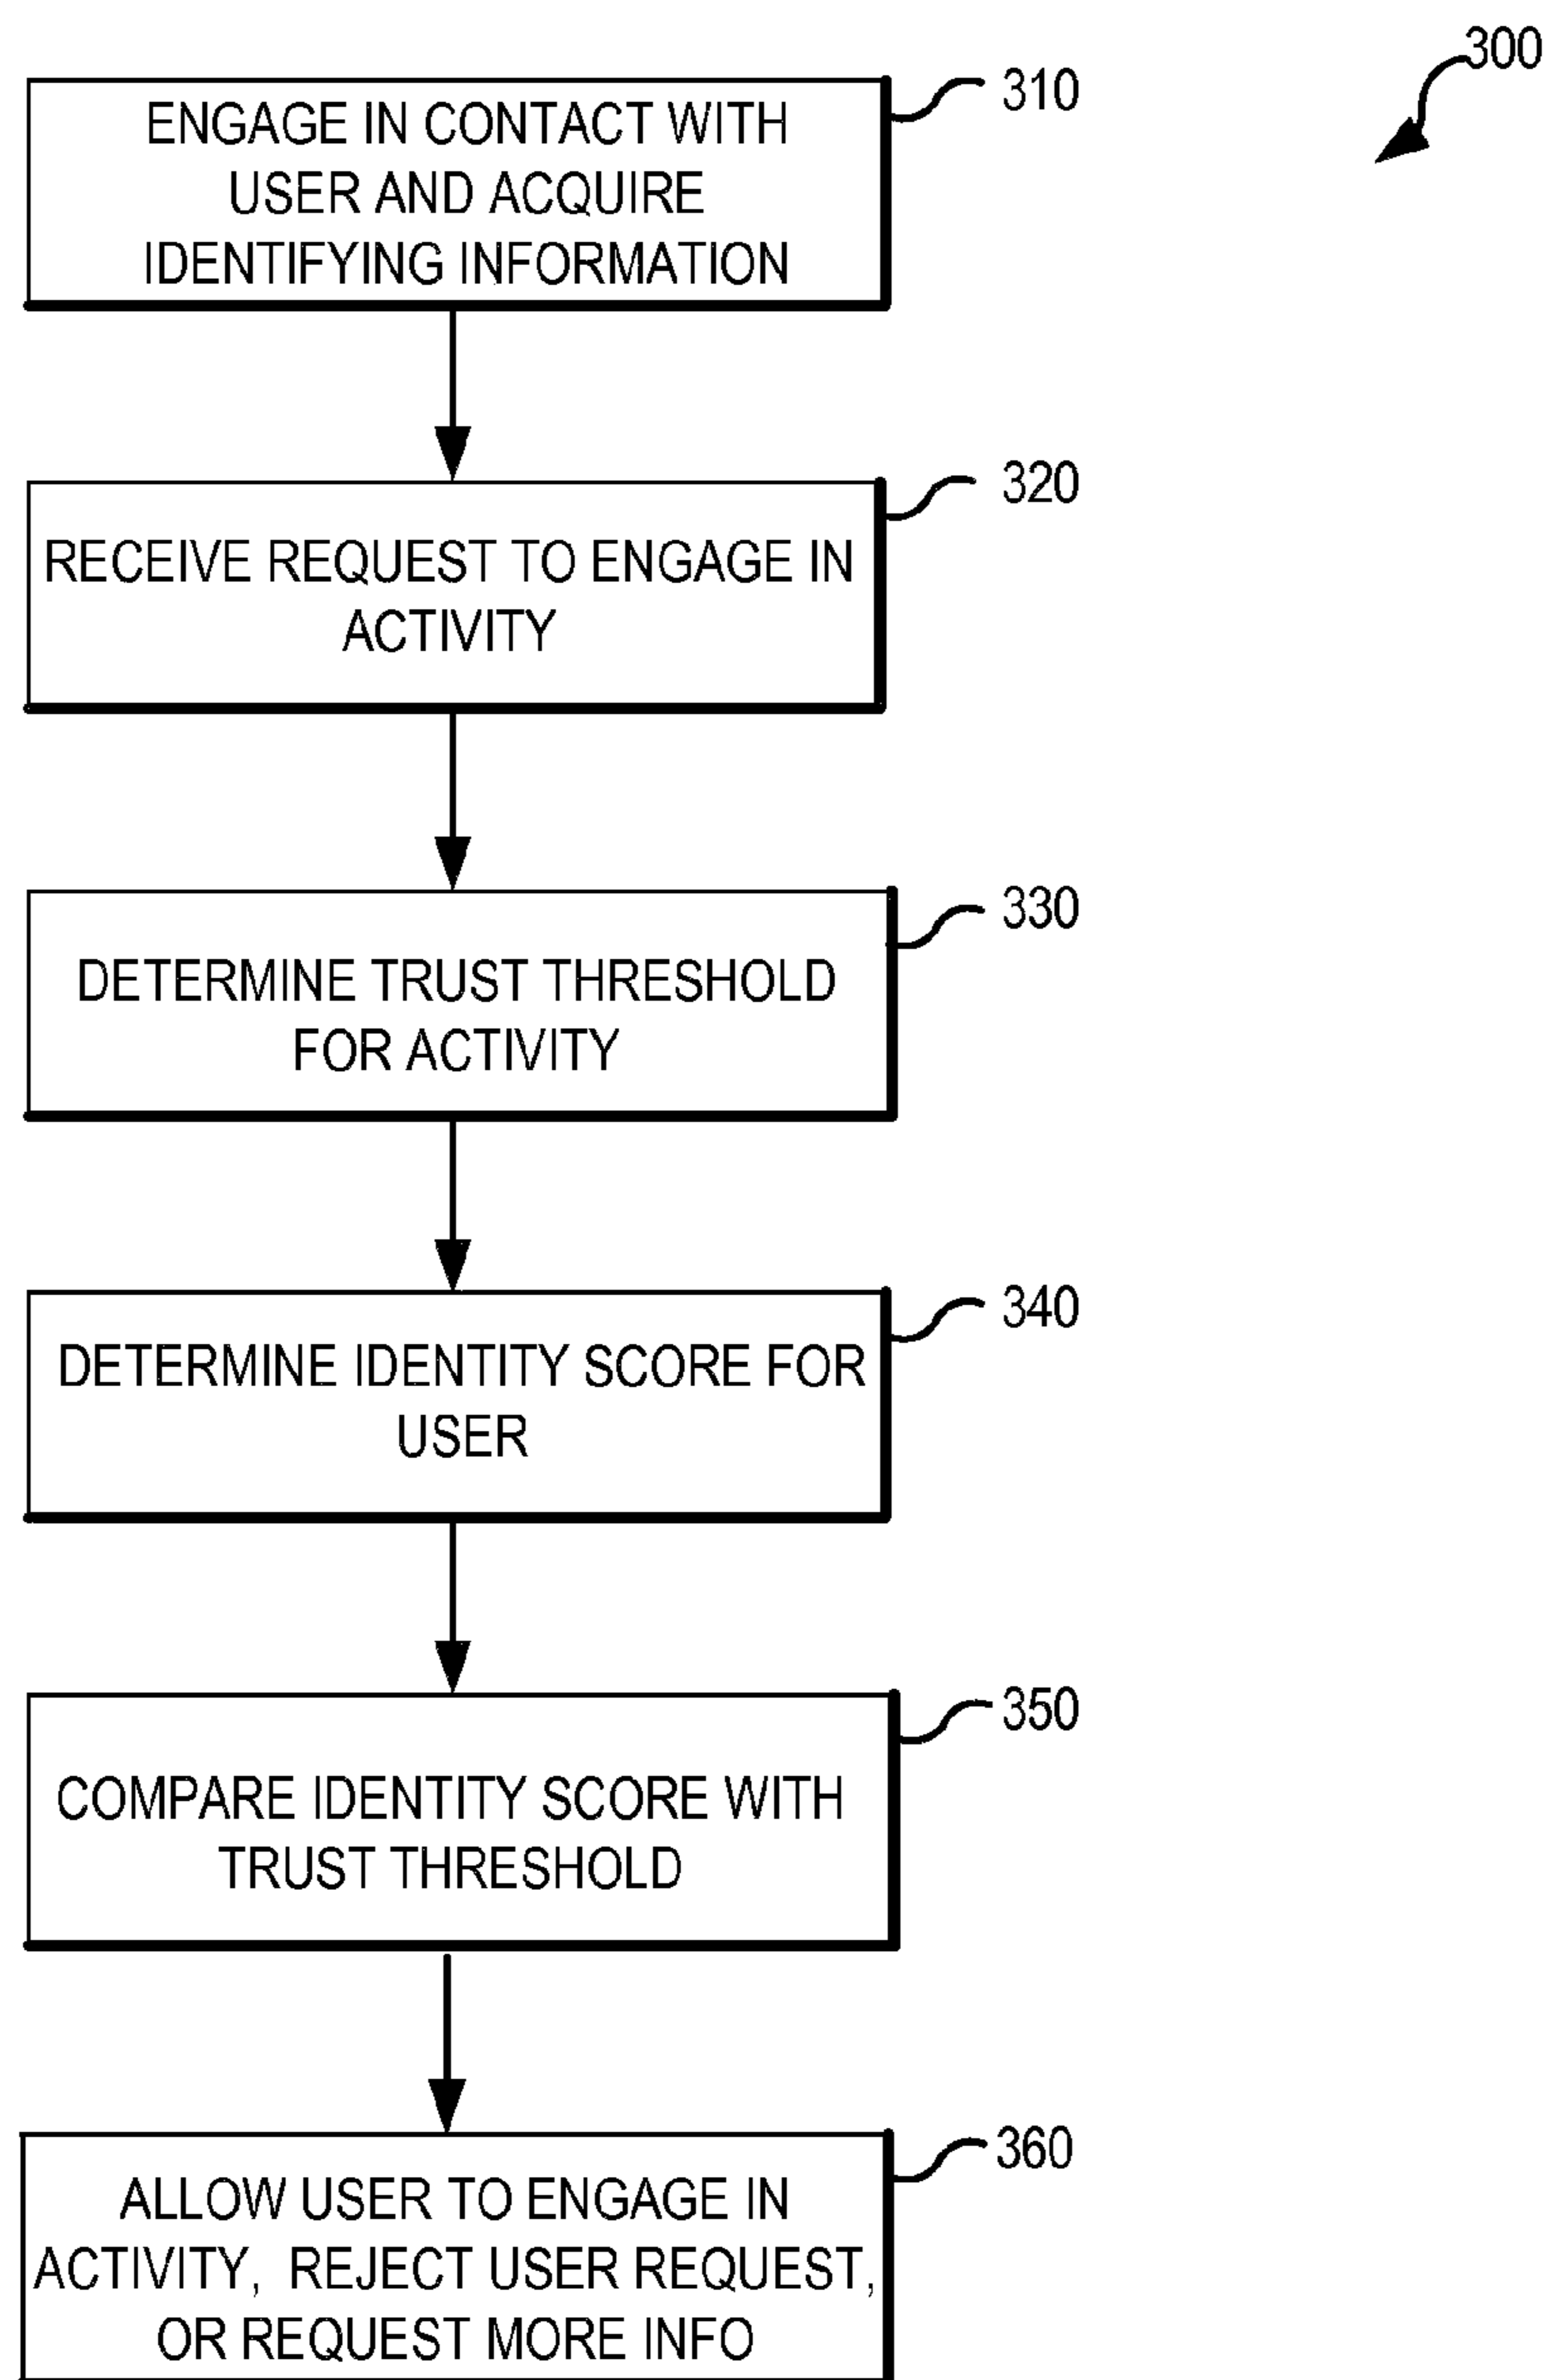 300
310
ENGAGE IN CONTACT WITH
USER AND ACQUIRE
IDENTIFYING INFORMATION
320
RECEIVE REQUEST TO ENGAGE IN
ACTIVITY
330
DETERMINE TRUST THRESHOLD
FOR ACTIVITY
340
DETERMINE IDENTITY SCORE FOR
USER
350
COMPARE IDENTITY SCORE WITH
TRUST THRESHOLD
360
ALLOW USER TO ENGAGE IN
ACTIVITY, REJECT USER REQUEST,
OR REQUEST MORE INFO